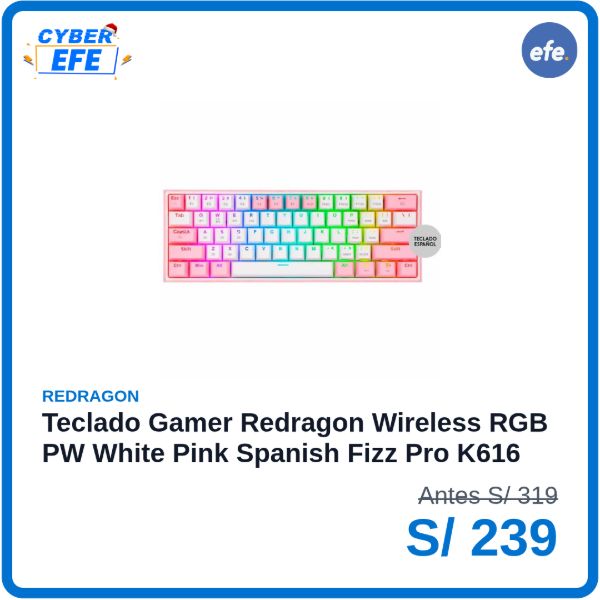 CYBER
EFE
efe.
TECLADO
ESPAÑOL
REDRAGON
Teclado Gamer Redragon Wireless RGB
PW White Pink Spanish Fizz Pro K616
Antes S/ 319
S/ 239